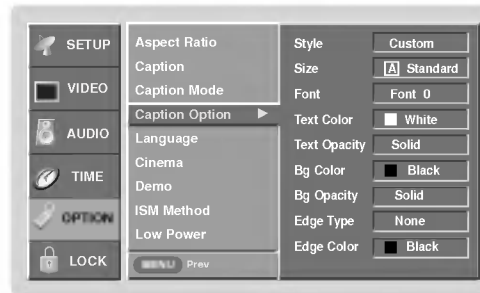 SETUP
VIDEO
AUDIO
TIME
OPTION
LOCK
Aspect Ratio
Caption
Caption Mode
Caption Option
Language
Cinema
Demo
ISM Method
Low Power
MENU Prev
Style Custom
Size A Standard
Font Font 0
Text Color White
Text Opacity Solid
Bg Color Black
Bg Opacity Solid
Edge Type None
Edge Color Black